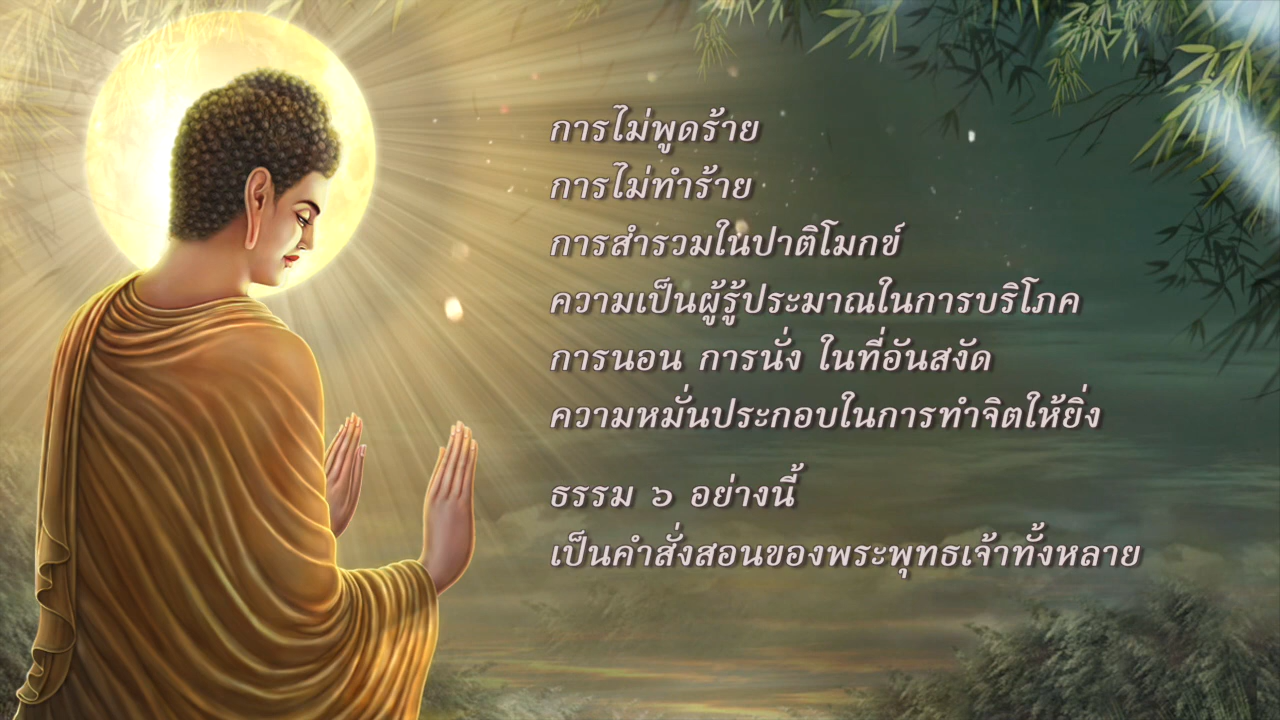 การไม่พูดร้าย
การไม่ทำร้าย
การสำรวมในปาติโมกข์
ความเป็นผู้รู้ประมาณในการบริโภค
การนอน การนั่ง ในที่อันสงัด
ความหมั่นประกอบในการทำจิตให้ยิ่ง
ธรรม ๖ อย่างนี้
เป็นคำสั่งสอนของพระพุทธเจ้าทั้งหลาย